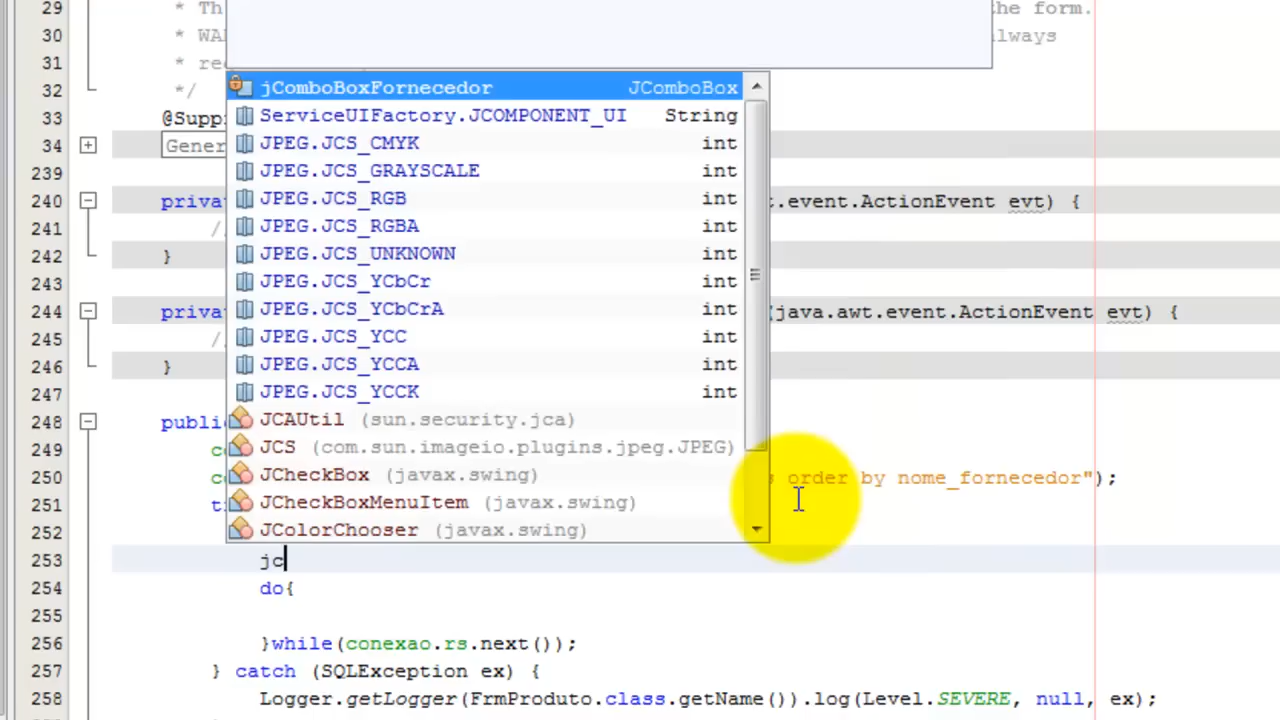 29 * Th he form.
30 * WA lways
31 * re
32 */
33 @Supp
34 Gener
239
240 priva t.event.ActionEvent evt) {
241 //
242 }
243
244 priva (java.awt.event.ActionEvent evt) {
245 //
246 }
247
248 publi
249 co
250 co s order by nome_fornecedor");
251 t
252
253 jc
254 do{
255
256 }while(conexao.rs.next());
257 } catch (SQLException ex) {
258 Logger.getLogger(FrmProduto.class.getName()).log(Level.SEVERE, null, ex);
jComboBoxFornecedor JComboBox
ServiceUIFactory.JCOMPONENT_UI String
JPEG.JCS_CMYK int
JPEG.JCS_GRAYSCALE int
JPEG.JCS_RGB int
JPEG.JCS_RGBA int
JPEG.JCS_UNKNOWN int
JPEG.JCS_YCbCr int
JPEG.JCS_YCbCrA int
JPEG.JCS_YCC int
JPEG.JCS_YCCA int
JPEG.JCS_YCCK int
JCAUtil (sun.security.jca)
JCS (com.sun.imageio.plugins.jpeg.JPEG)
JCheckBox (javax.swing)
JCheckBoxMenuItem (javax.swing)
JColorChooser (javax.swing)